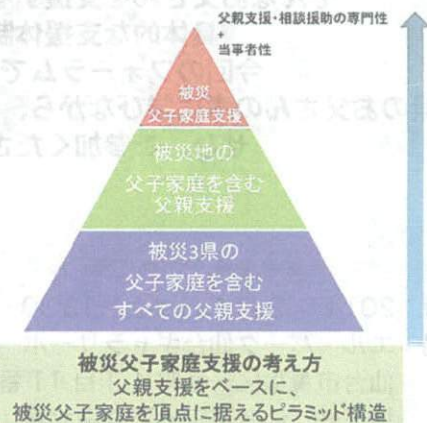 父親支援・相談援助の専門性
+
当事者性
被災
父子家庭支援
被災地の
父子家庭を含む
父親支援
被災3県の
父子家庭を含む
すべての父親支援
被災父子家庭支援の考え方
父親支援をベースに、
被災父子家庭を頂点に据えるピラミッド構造